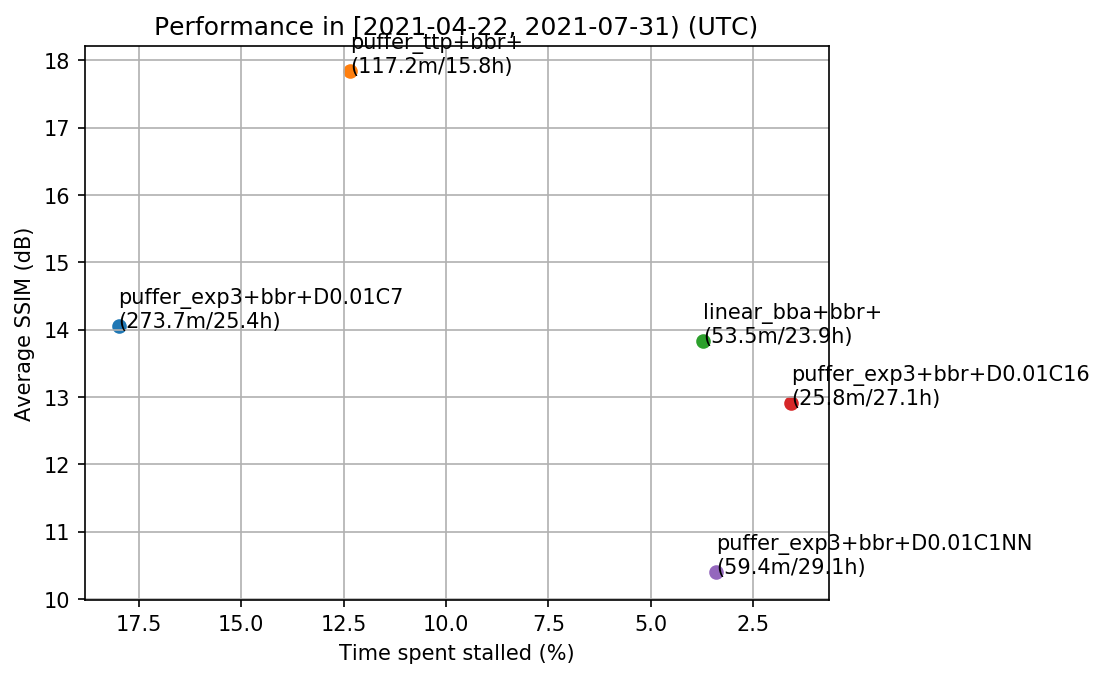 Performance in [2021-04-22, 2021-07-31) (UTC)
puffer_ttp+bbr+
(117.2m/15.8h)
puffer_exp3+bbr+D0.01C7
(273.7m/25.4h)
linear_bba+bbr+
(53.5m/23.9h)
puffer_exp3+bbr+D0.01C16
(25.8m/27.1h)
puffer_exp3+bbr+D0.01C1NN
(59.4m/29.1h)
Average SSIM (dB)
18
17
16
15
14
13
12
11
10
17.5 15.0 12.5 10.0 7.5 5.0 2.5
Time spent stalled (%)